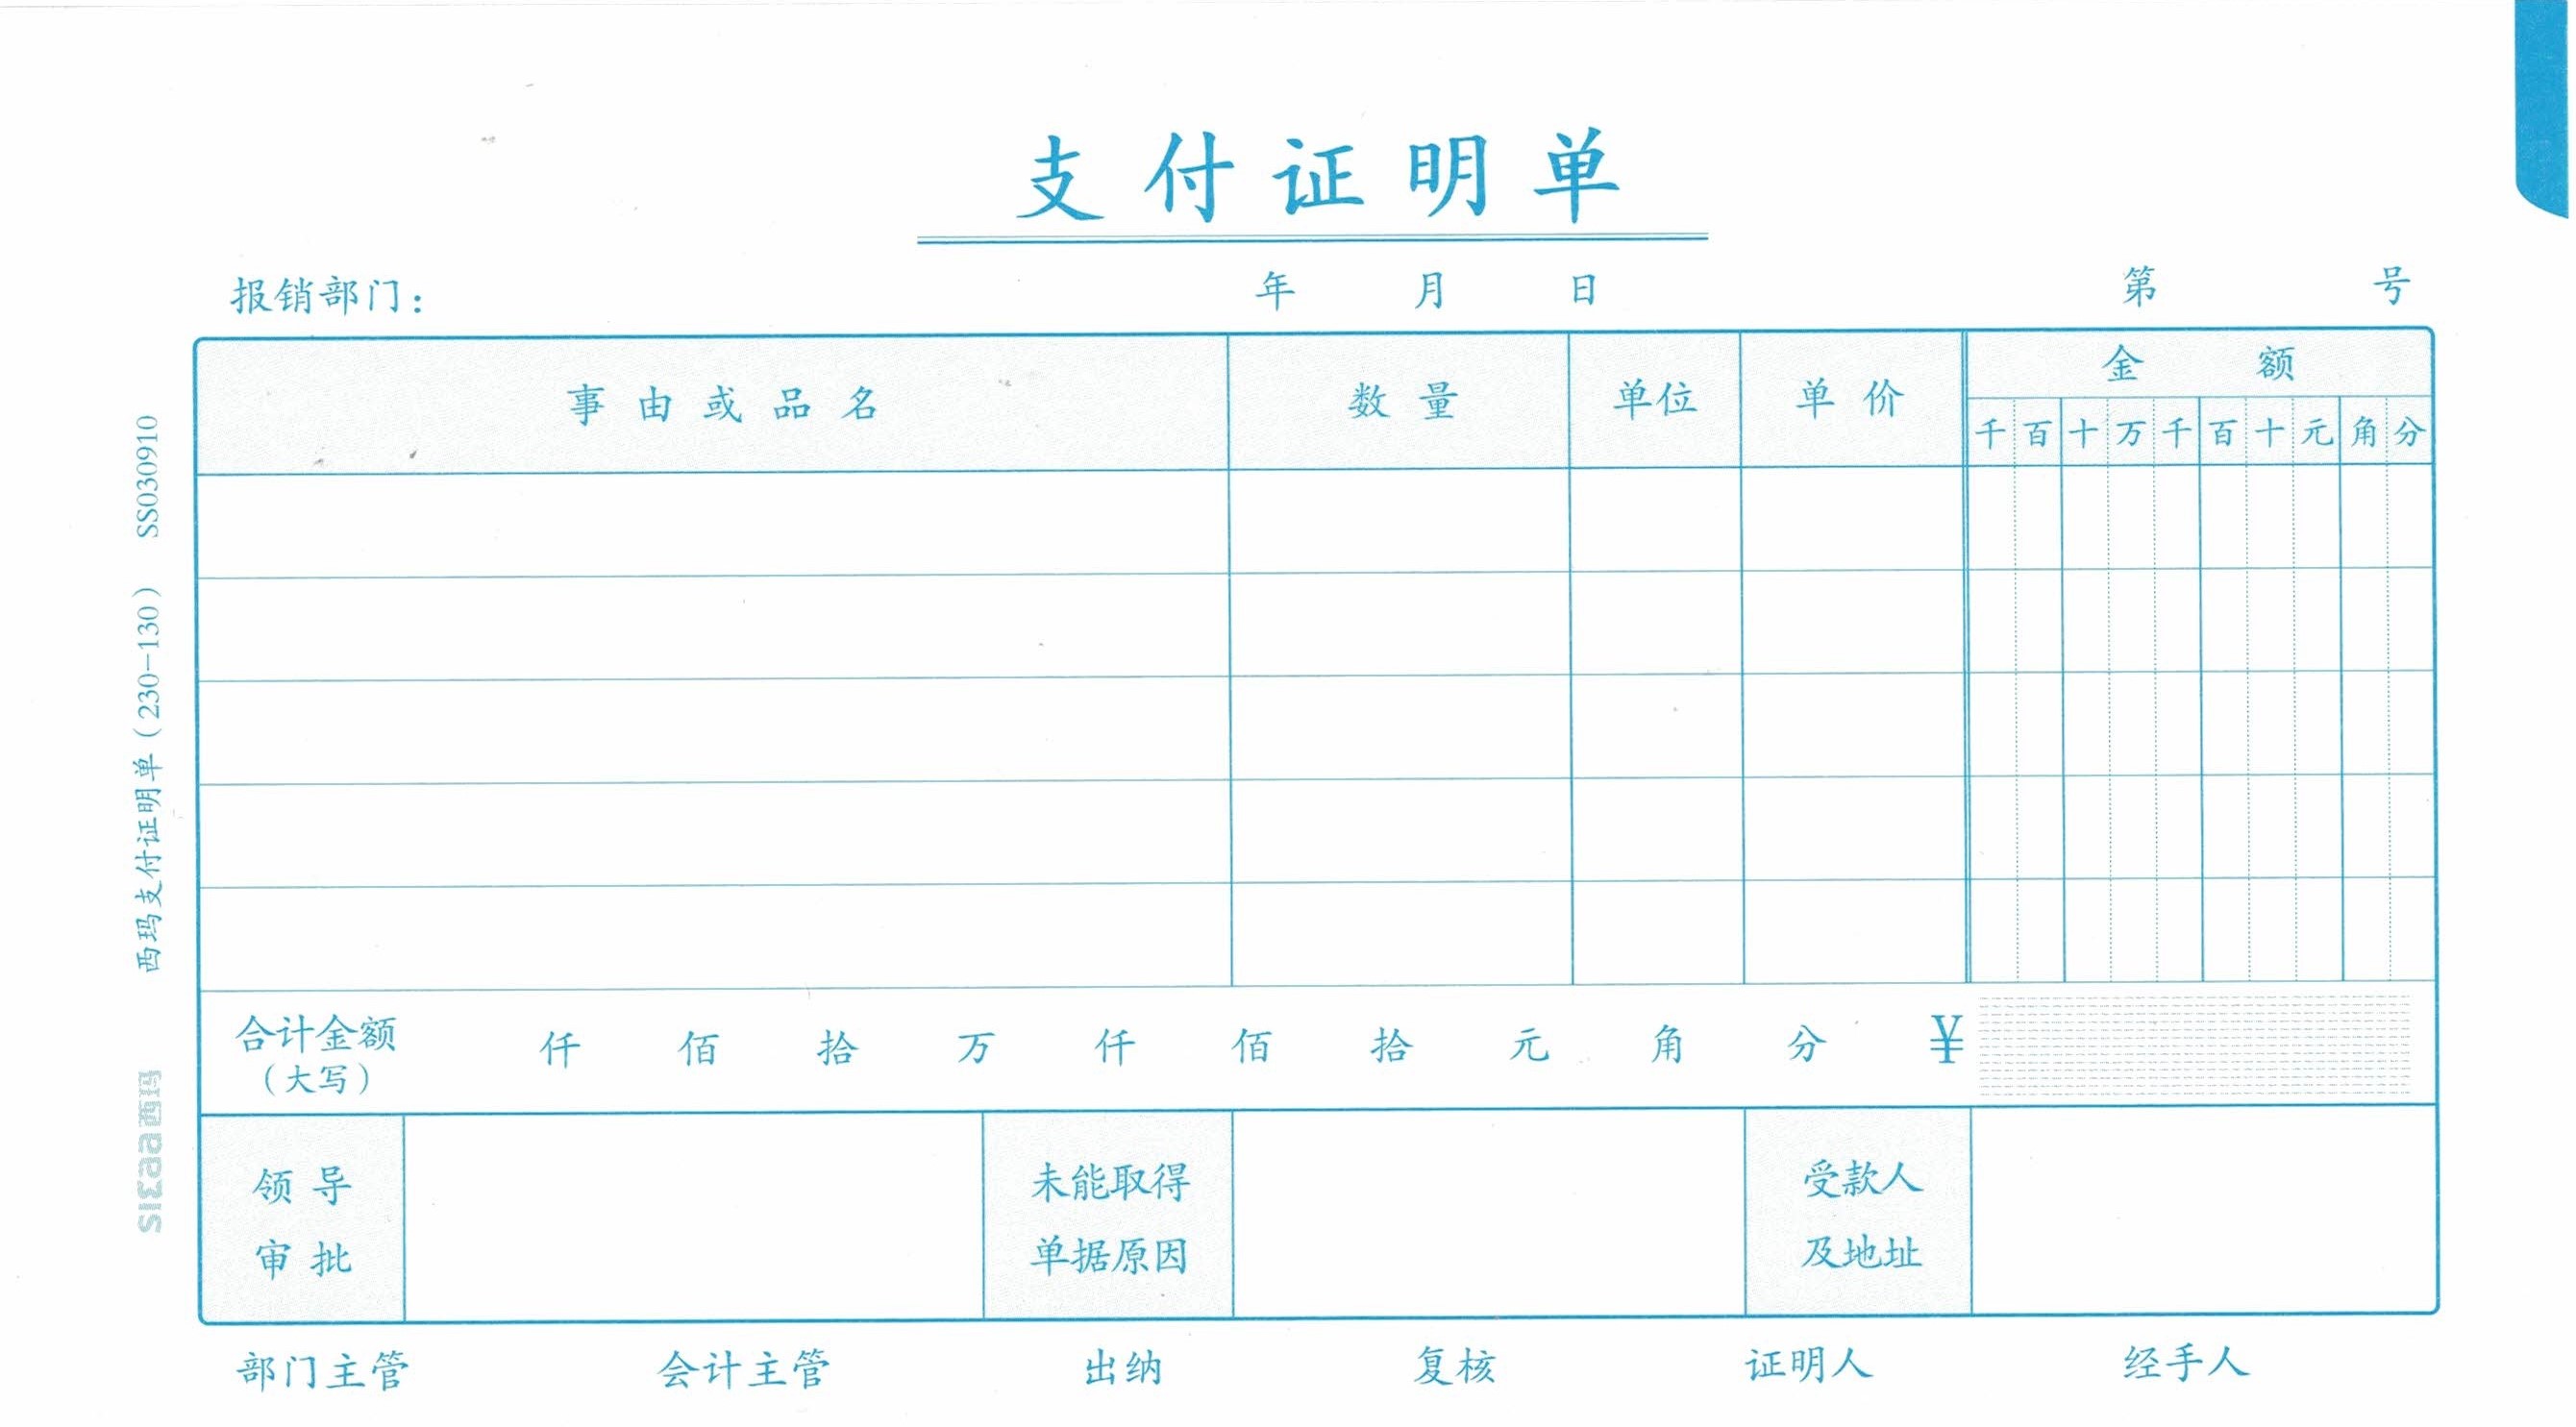 支付证明单
报销部门： 年 月 日 第 号
事由或品名 数量 单位 单价 金额
千 百 十 万 千 百 十 元 角 分
合计金额 仟 佰 拾 万 仟 佰 拾 元 角 分 ¥
（大写）
领导 未能取得 受款人
审批 单据原因 及地址
部门主管 会计主管 出纳 复核 证明人 经手人
西玛支付证明单（230-130） SS030910
simaa西玛